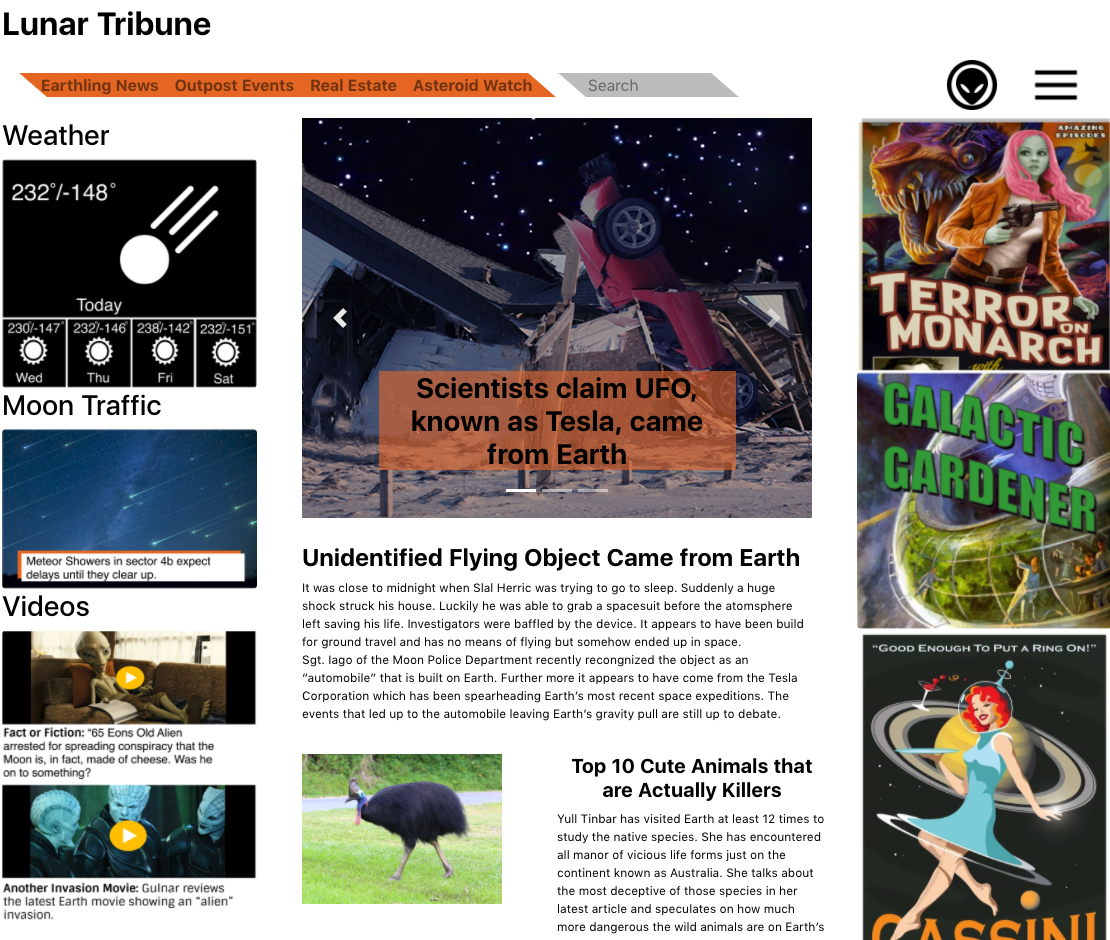 Lunar Tribune
Earthling News Outpost Events Real Estate Asteroid Watch Search
Weather
232°/-148°
Today
230°/-147° 232°/-146° 238°/-142° 232°/-151°
Wed Thu Fri Sat
Moon Traffic
Meteor Showers in sector 4b expect
delays until they clear up.
Videos
Fact or Fiction: “65 Eons Old Alien
arrested for spreading conspiracy that the
Moon is, in fact, made of cheese. Was he
on to something?
Another Invasion Movie: Gulnar reviews
the latest Earth movie showing an “alien”
invasion.
Scientists claim UFO,
known as Tesla, came
from Earth
Unidentified Flying Object Came from Earth
It was close to midnight when Slal Herric was trying to go to sleep. Suddenly a huge
shock struck his house. Luckily he was able to grab a spacesuit before the atomsphere
left saving his life. Investigators were baffled by the device. It appears to have been build
for ground travel and has no means of flying but somehow ended up in space.
Sgt. Iago of the Moon Police Department recently recongnized the object as an
“automobile” that is built on Earth. Further more it appears to have come from the Tesla
Corporation which has been spearheading Earth’s most recent space expeditions. The
events that led up to the automobile leaving Earth’s gravity pull are still up to debate.
Top 10 Cute Animals that
are Actually Killers
Yull Tinbar has visited Earth at least 12 times to
study the native species. She has encountered
all manor of vicious life forms just on the
continent known as Australia. She talks about
the most deceptive of those species in her
latest article and speculates on how much
more dangerous the wild animals are on Earth’s
AMAZING
EPISODES
TERROR
ON
MONARCH
with
GALACTIC
GARDENER
“GOOD ENOUGH TO PUT A RING ON!”
CASSINI